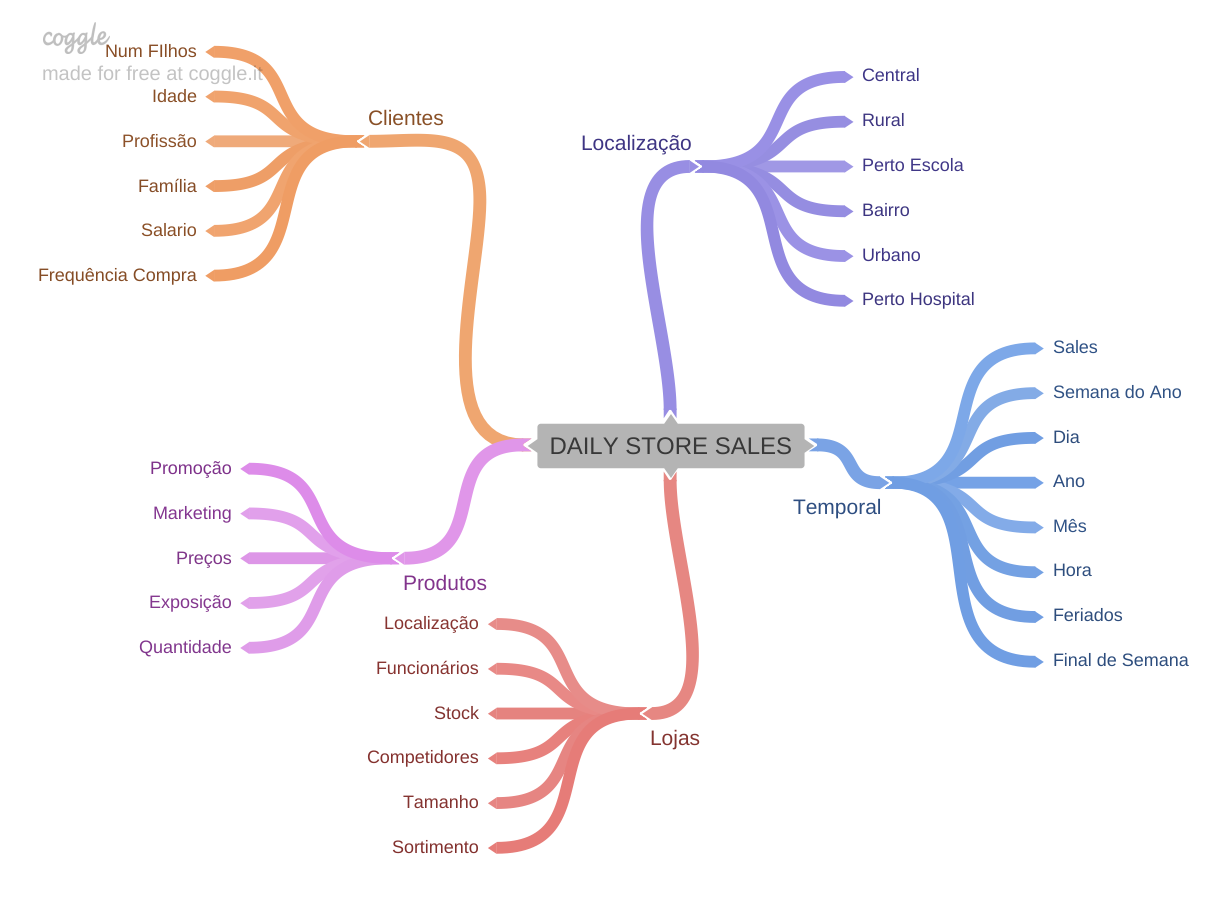 coggle
made for free at coggle.it
Num FIlhos
Idade
Profissão
Família
Salario
Frequência Compra
Clientes
Localização
Central
Rural
Perto Escola
Bairro
Urbano
Perto Hospital
DAILY STORE SALES
Temporal
Sales
Semana do Ano
Dia
Ano
Mês
Hora
Feriados
Final de Semana
Promoção
Marketing
Preços
Exposição
Quantidade
Produtos
Localização
Funcionários
Stock
Competidores
Tamanho
Sortimento
Lojas